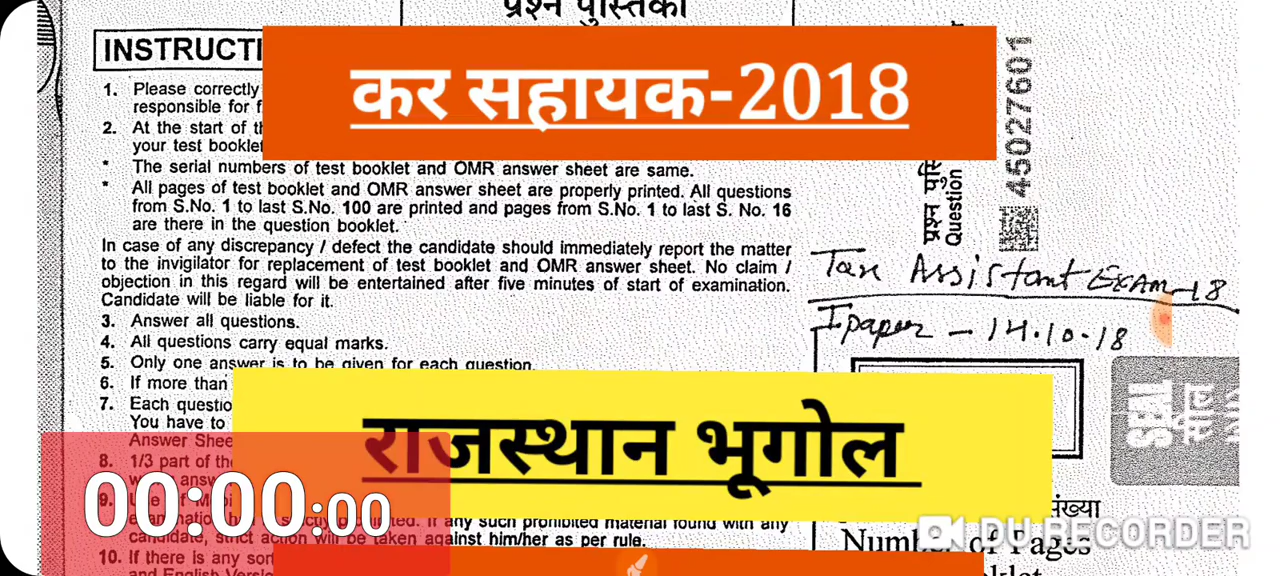 प्रश्न पुस्तिका
INSTRUCTI
कर सहायक-2018
1. Please correctly
responsible for f
2. At the start of th
your test booklet
* The serial numbers of test booklet and OMR answer sheet are same.
* All pages of test booklet and OMR answer sheet are properly printed. All questions
from S.No. 1 to last S.No. 100 are printed and pages from S.No. 1 to last S. No. 16
are there in the question booklet.
In case of any discrepancy / defect the candidate should immediately report the matter
to the invigilator for replacement of test booklet and OMR answer sheet. No claim /
objection in this regard will be entertained after five minutes of start of examination.
Candidate will be liable for it.
3. Answer all questions.
4. All questions carry equal marks.
5. Only one answer is to be given for each question.
6. If more than
7. Each questio
You have to
Answer Shee
8. 1/3 part of the
राजस्थान भूगोल
00:00:00
9.
If any such prohibited material found with any
candidate, strict action will be taken against him/her as per rule.
10. If there is any sor
and English Versio
प्रश्न पु
Question
45027601
Tax Assistant EXAM-18
I paper - 14.10.18
SEAL
संख्या
Number of Pages
DU RECORDER